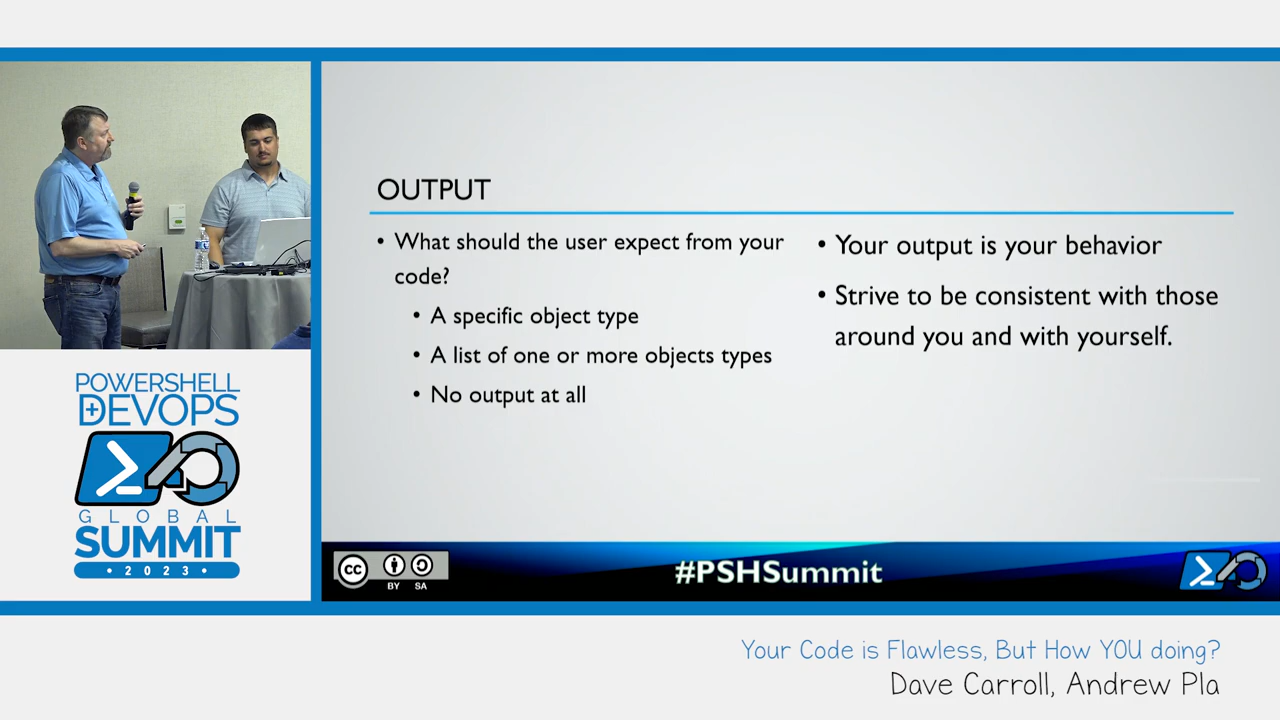 OUTPUT
• What should the user expect from your
code?
• A specific object type
• A list of one or more objects types
• No output at all
• Your output is your behavior
• Strive to be consistent with those
around you and with yourself.
POWERSHELL
+DEVOPS
GLOBAL
SUMMIT
• 2023 •
cc
BY SA
#PSHSummit
Your Code is Flawless, But How YOU doing?
Dave Carroll, Andrew Pla